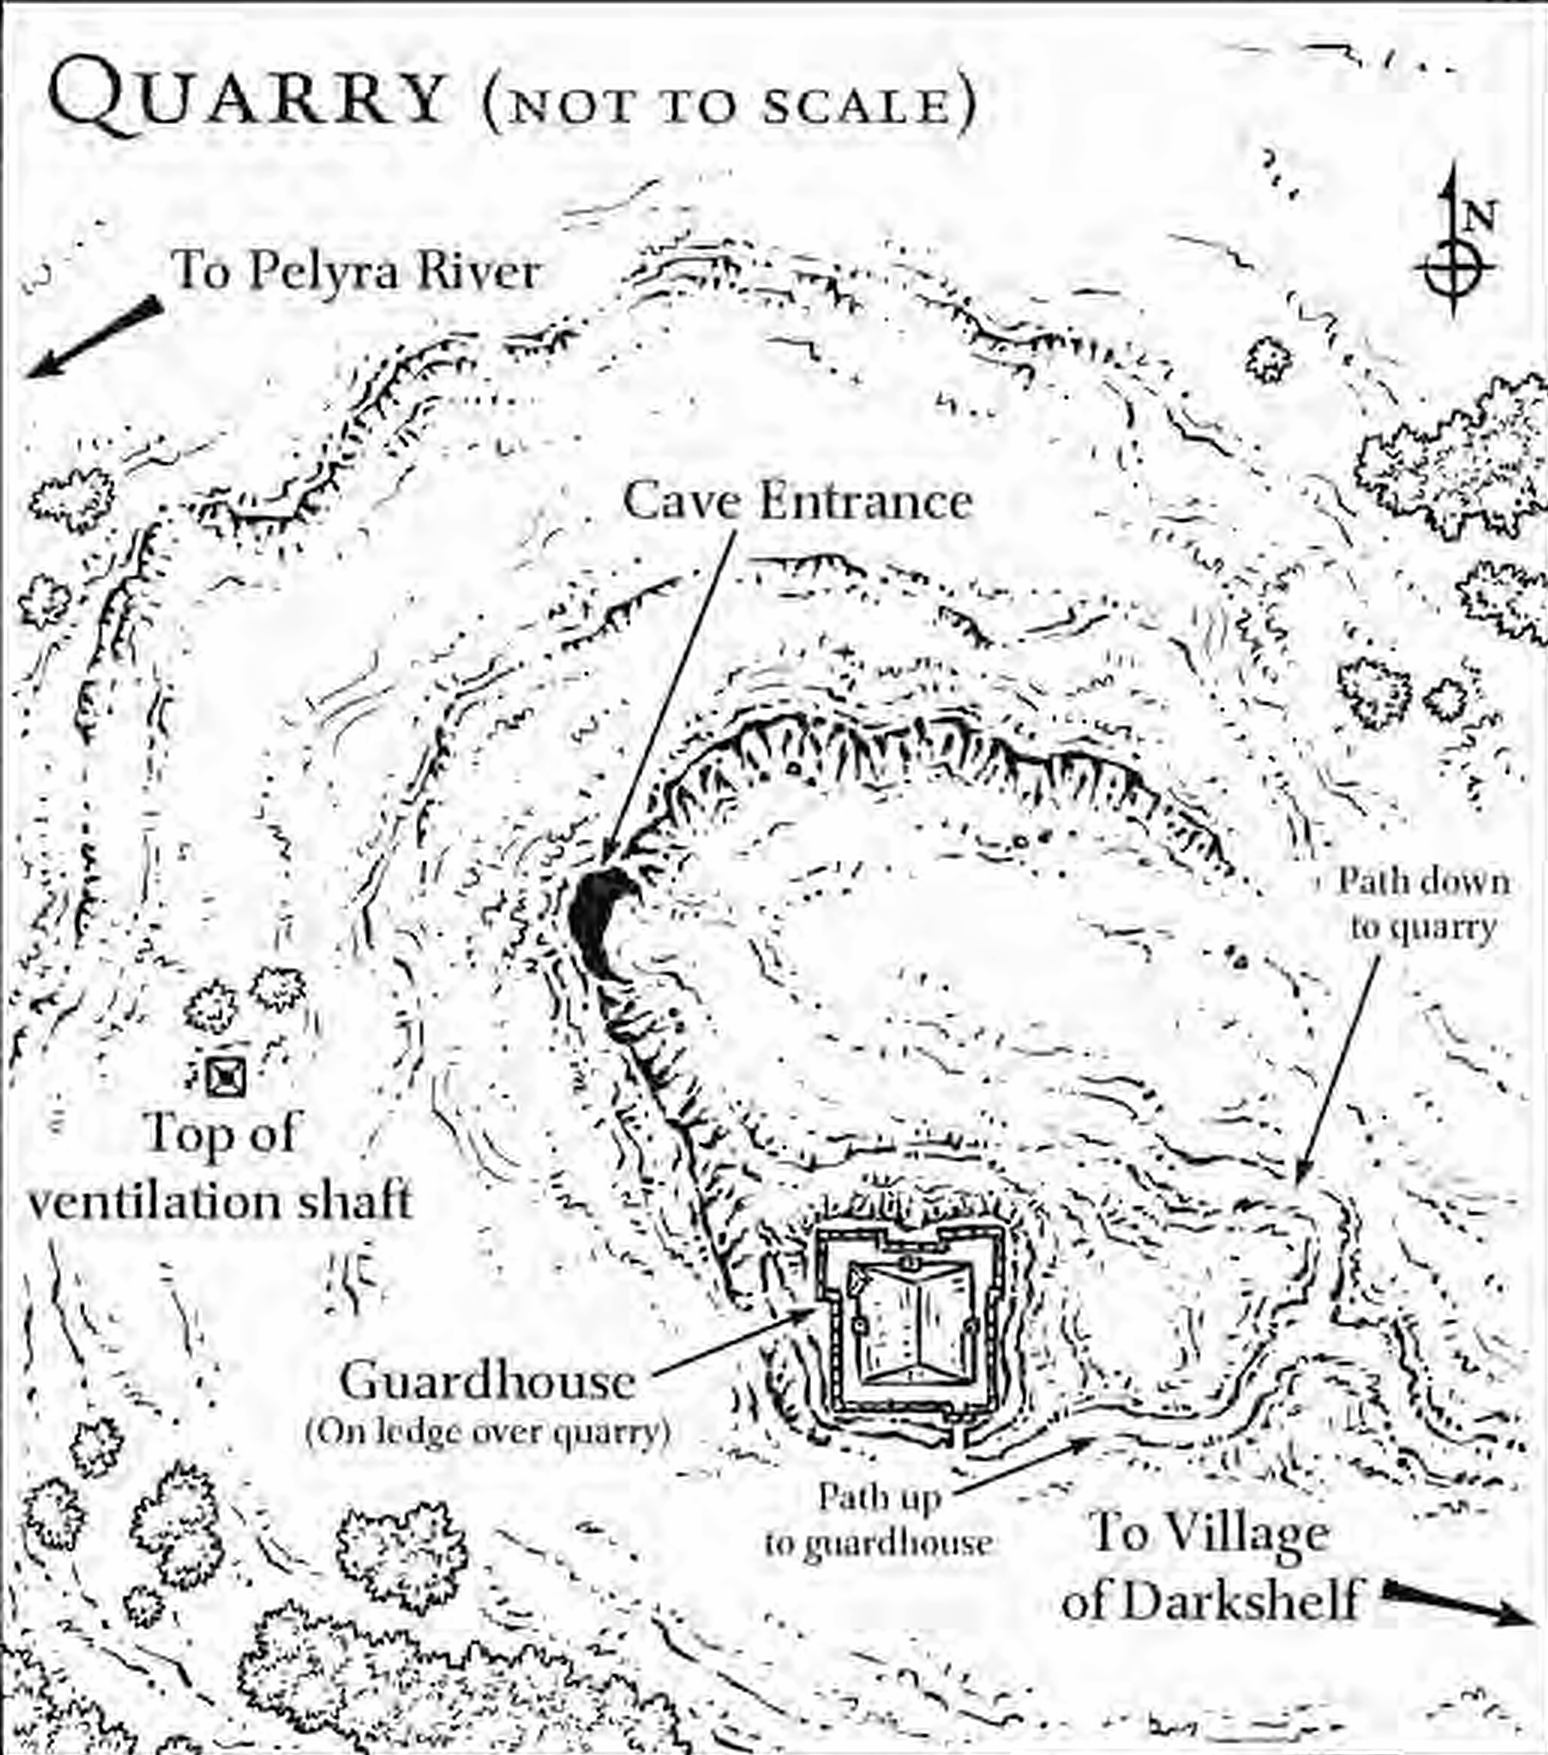 QUARRY (NOT TO SCALE)
N
To Pelyra River
Cave Entrance
Path down
to quarry
Top of
ventilation shaft
Guardhouse
(On ledge over quarry)
Path up
to guardhouse
To Village
of Darkshelf